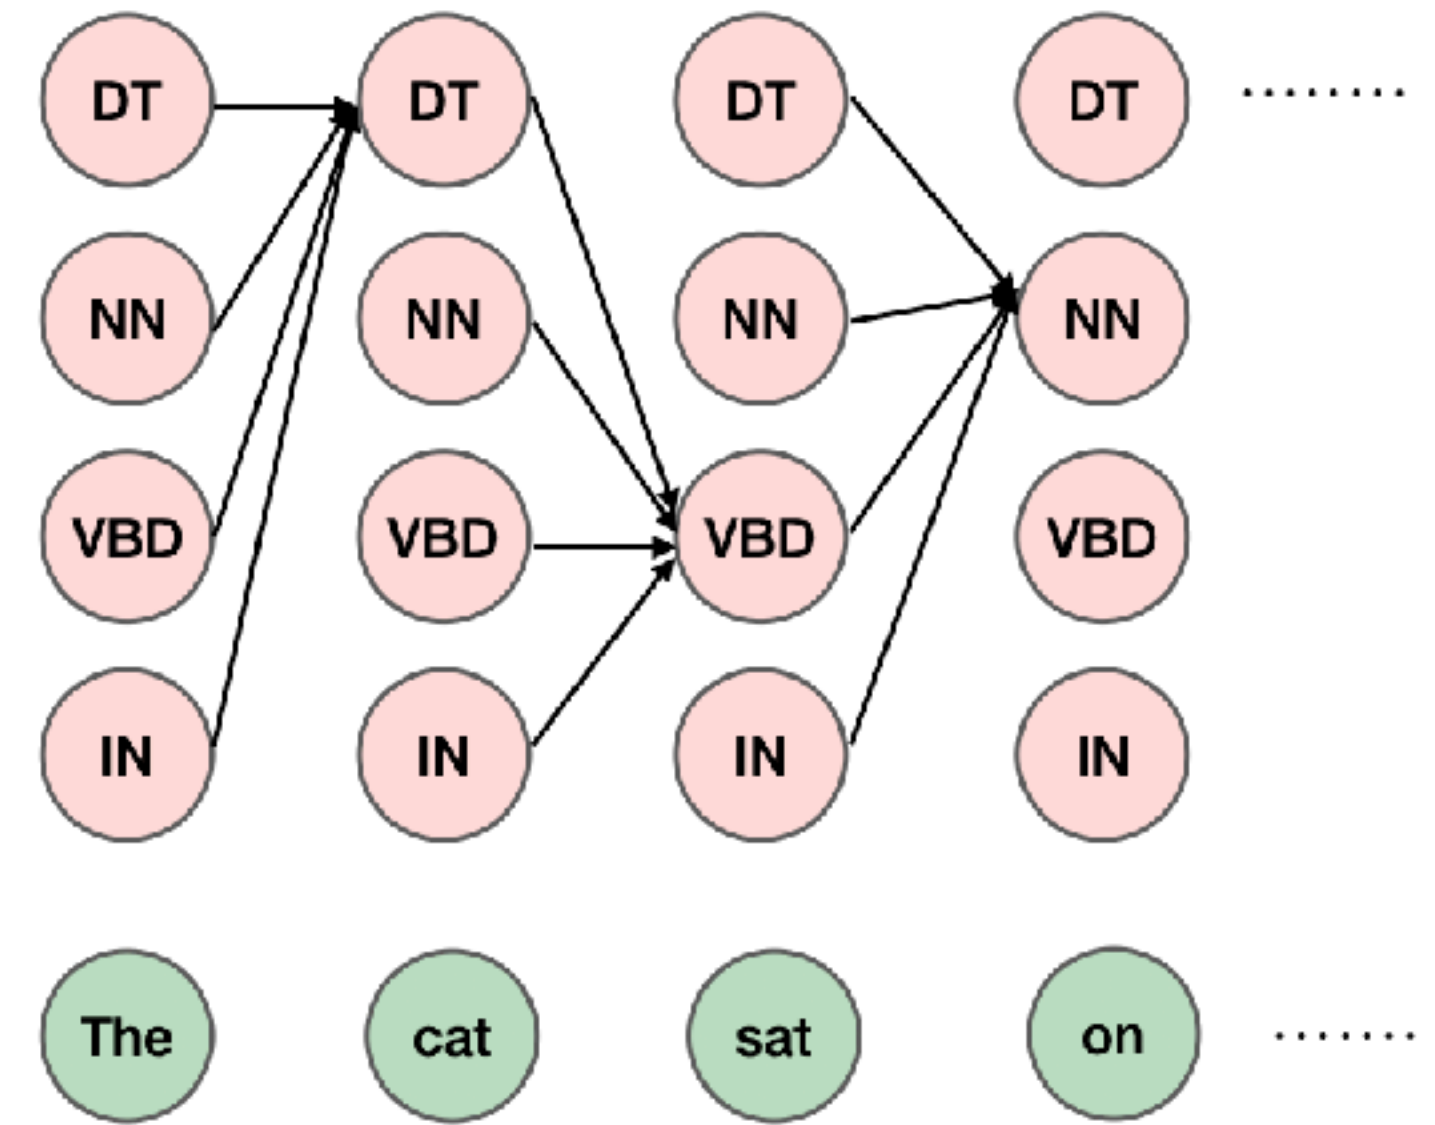 DT DT DT DT ........
NN NN NN NN
VBD VBD VBD VBD
IN IN IN IN
The cat sat on .......